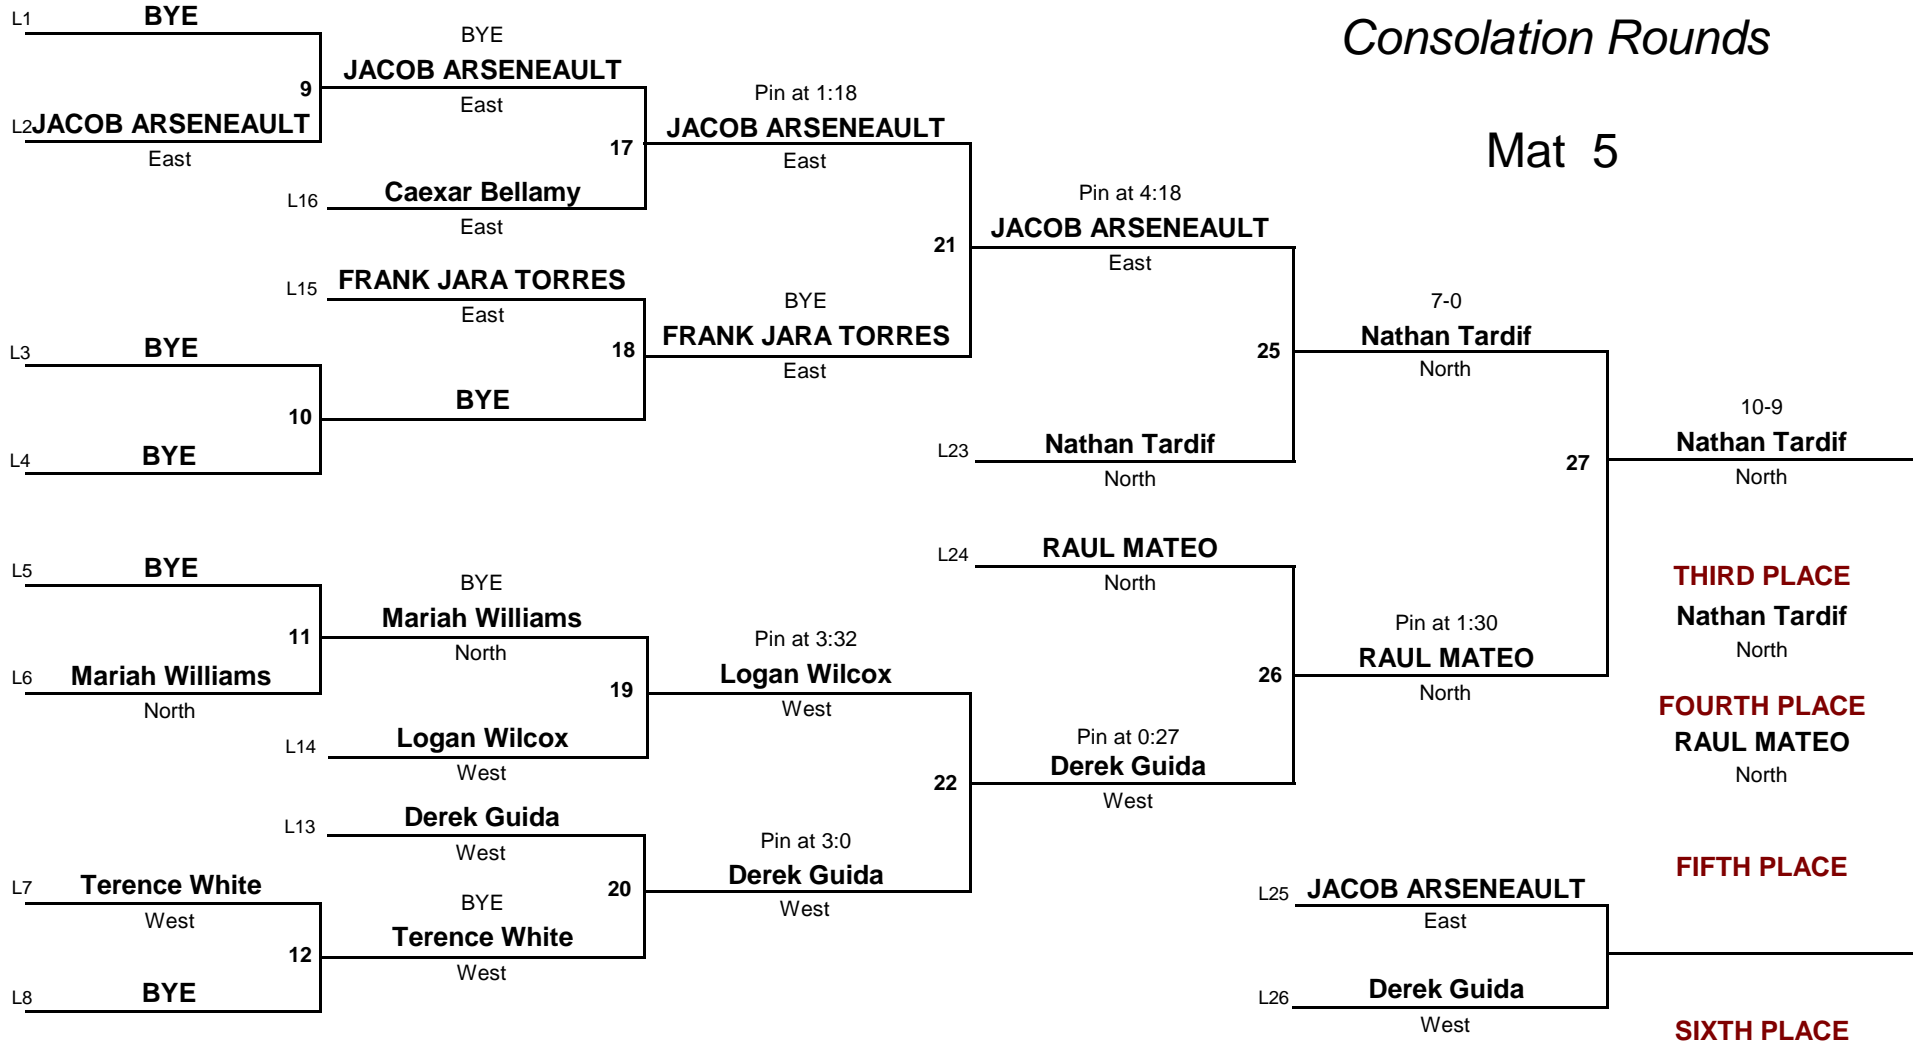 Consolation Rounds
Mat 5
L1 BYE
BYE
JACOB ARSENEAULT
9
East
L2 JACOB ARSENEAULT
East
Pin at 1:18
JACOB ARSENEAULT
17
East
L16 Caexar Bellamy
East
Pin at 4:18
JACOB ARSENEAULT
21
East
L15 FRANK JARA TORRES
East
BYE
FRANK JARA TORRES
18
East
L3 BYE
10
BYE
L4 BYE
7-0
Nathan Tardif
25
North
L23 Nathan Tardif
North
10-9
Nathan Tardif
27
North
L5 BYE
BYE
Mariah Williams
11
North
L6 Mariah Williams
North
Pin at 3:32
Logan Wilcox
19
West
L14 Logan Wilcox
West
L24 RAUL MATEO
North
Pin at 1:30
RAUL MATEO
26
North
Pin at 0:27
Derek Guida
22
West
L13 Derek Guida
West
Pin at 3:0
Derek Guida
20
West
L7 Terence White
West
BYE
Terence White
12
West
L8 BYE
THIRD PLACE
Nathan Tardif
North
FOURTH PLACE
RAUL MATEO
North
FIFTH PLACE
L25 JACOB ARSENEAULT
East
L26 Derek Guida
West
SIXTH PLACE